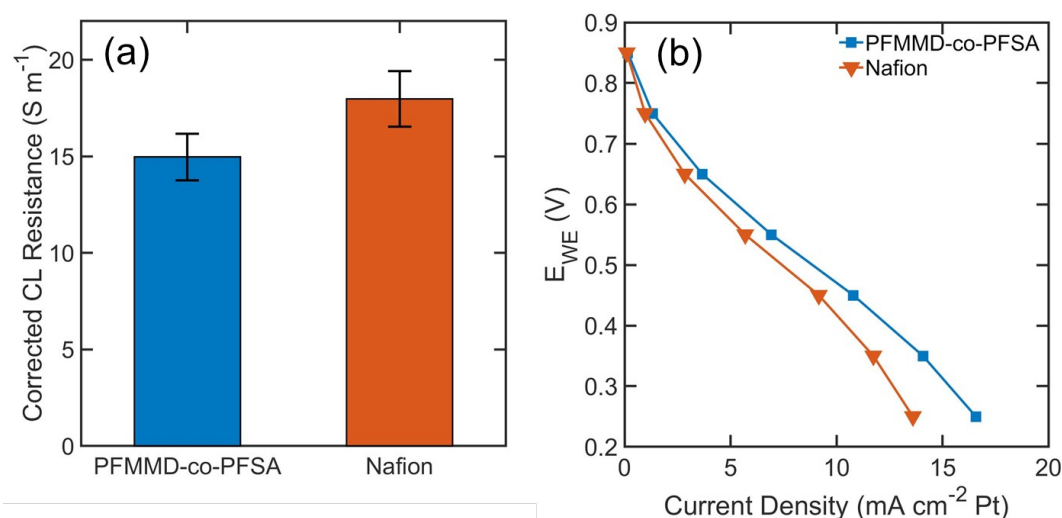 (a)
Corrected CL Resistance (S m⁻¹)
20
15
10
5
0
PFMMD-co-PFSA
Nafion
(b)
PFMMD-co-PFSA
Nafion
E_WE (V)
0.9
0.8
0.7
0.6
0.5
0.4
0.3
0.2
0 5 10 15 20
Current Density (mA cm⁻² Pt)